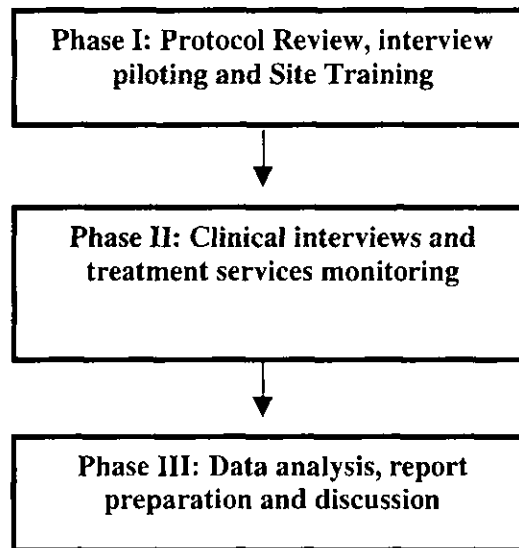 Phase I: Protocol Review, interview
piloting and Site Training
Phase II: Clinical interviews and
treatment services monitoring
Phase III: Data analysis, report
preparation and discussion